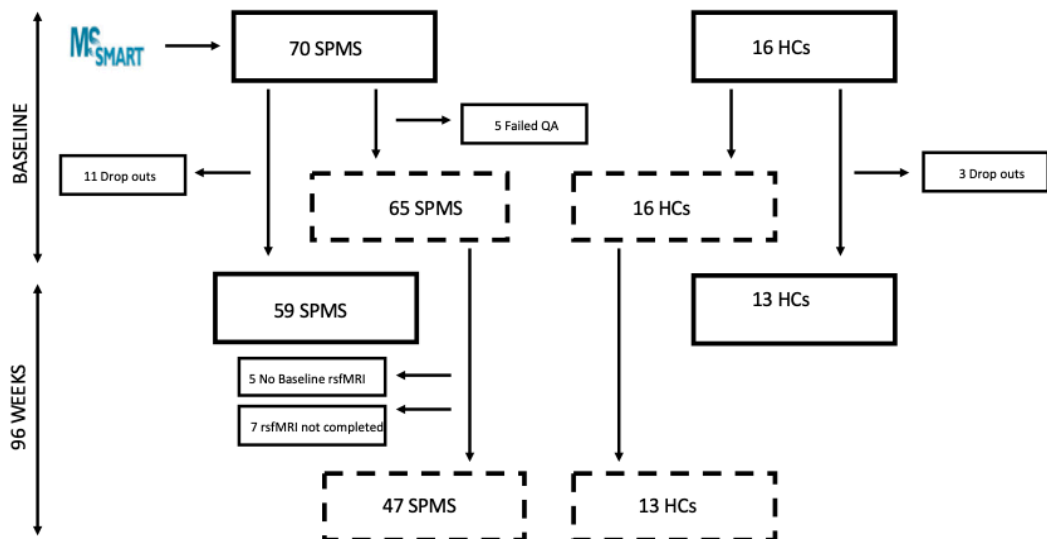 MS
SMART
70 SPMS
16 HCs
5 Failed QA
BASELINE
11 Drop outs
3 Drop outs
65 SPMS
16 HCs
59 SPMS
13 HCs
96 WEEKS
5 No Baseline rsfMRI
7 rsfMRI not completed
47 SPMS
13 HCs